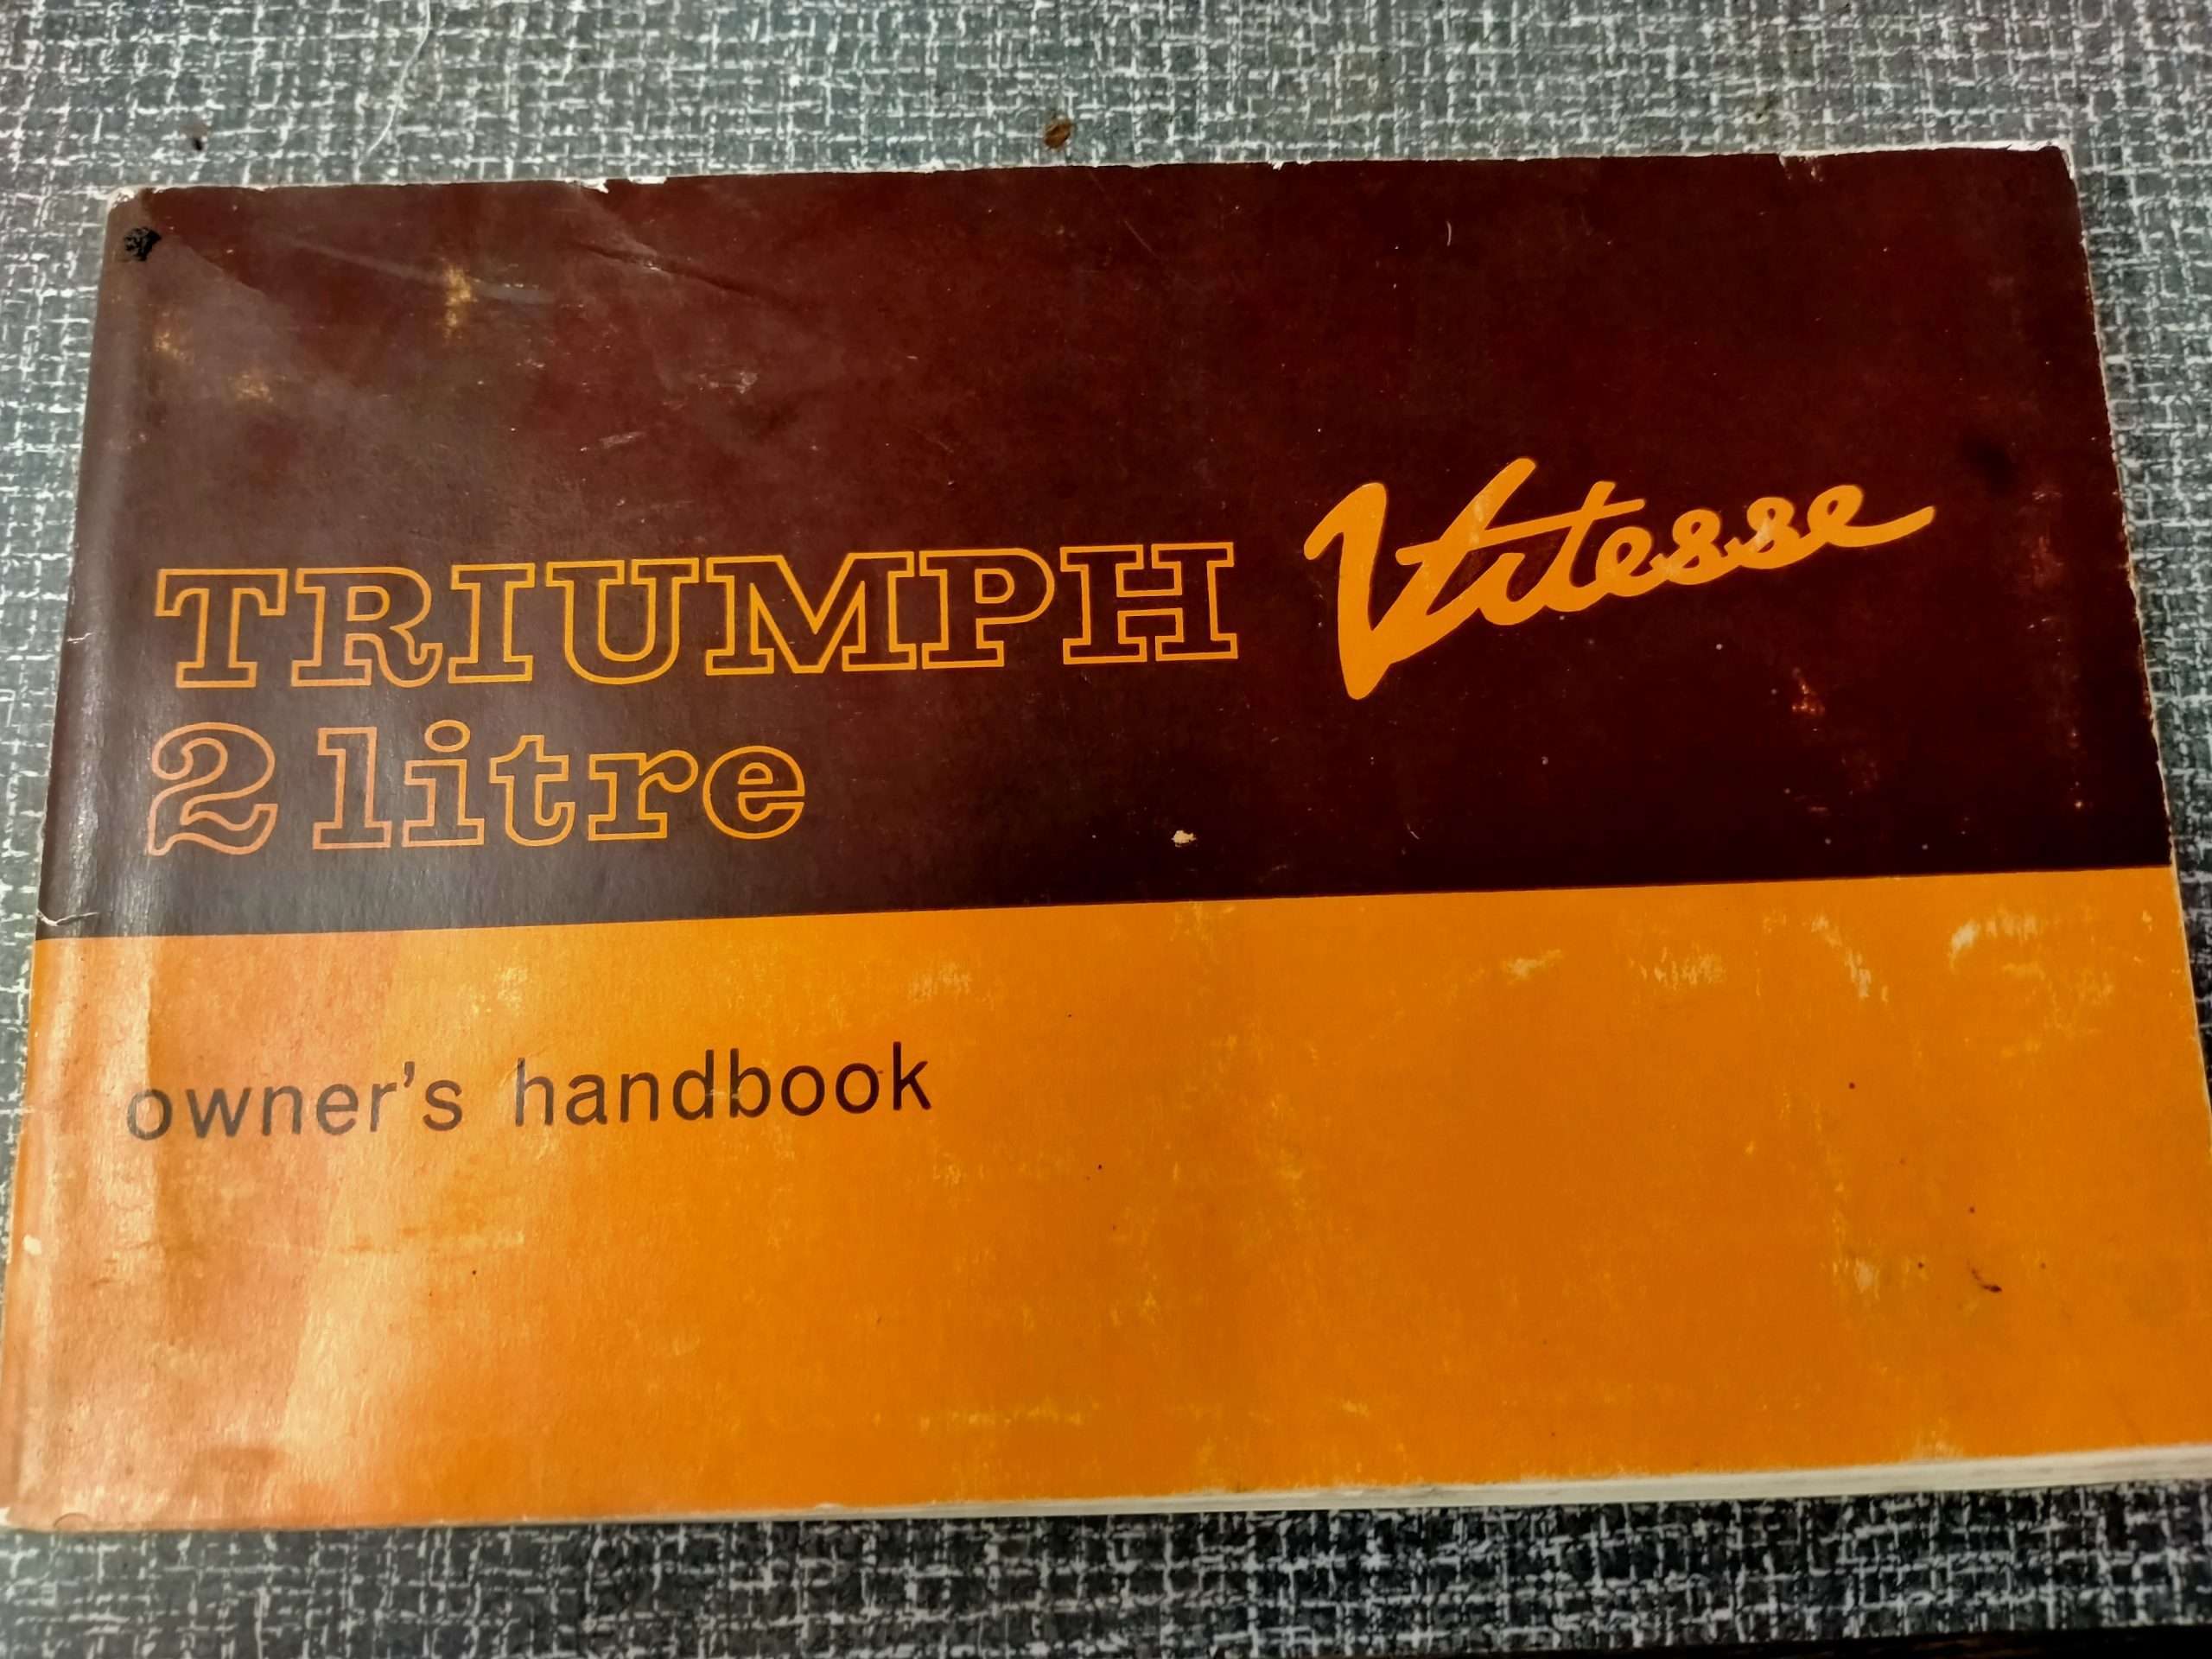 TRIUMPH Vitesse
2 litre
owner's handbook